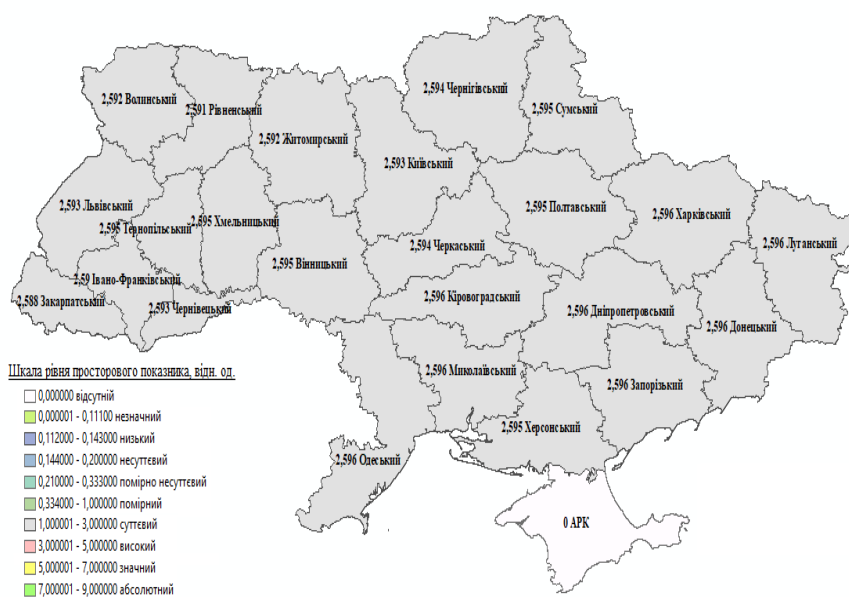 2,594 Чернігівський
2,592 Волинський
2,591 Рівненський
2,595 Сумський
2,592 Житомирський
2,593 Київський
2,593 Львівський
2,595 Хмельницький
2,595 Полтавський
2,596 Харківський
2,595 Тернопільський
2,594 Черкаський
2,596 Луганський
2,595 Вінницький
2,59 Івано-Франківський
2,588 Закарпатський
2,593 Чернівецький
2,596 Кіровоградський
2,596 Дніпропетровський
2,596 Донецький
2,596 Миколаївський
2,596 Запорізький
2,595 Херсонський
2,596 Одеський
0 АРК
Шкала рівня просторового показника, відн. од.
0,000000 відсутній
0,000001 - 0,11100 незначний
0,112000 - 0,143000 низький
0,144000 - 0,200000 несуттєвий
0,210000 - 0,333000 помірно несуттєвий
0,334000 - 1,000000 помірний
1,000001 - 3,000000 суттєвий
3,000001 - 5,000000 високий
5,000001 - 7,000000 значний
7,000001 - 9,000000 абсолютний